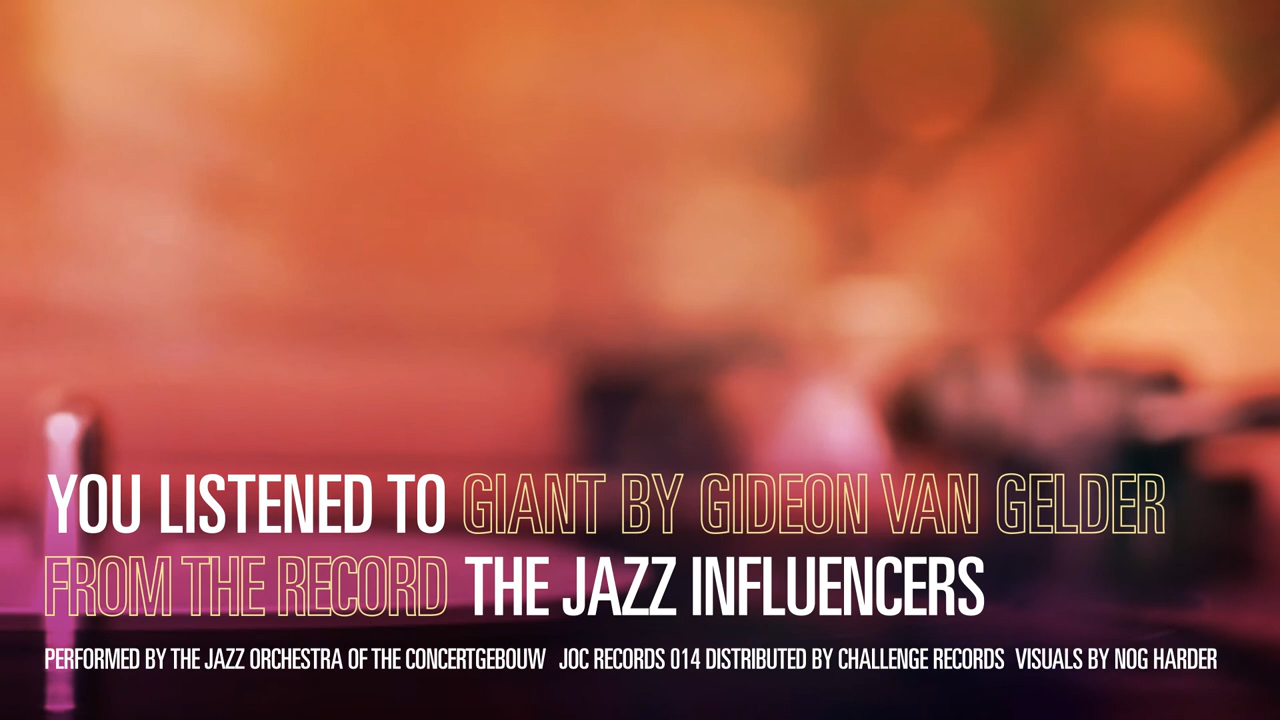 YOU LISTENED TO GIANT BY GIDEON VAN GELDER
FROM THE RECORD THE JAZZ INFLUENCERS
PERFORMED BY THE JAZZ ORCHESTRA OF THE CONCERTGEBOUW JOC RECORDS 014 DISTRIBUTED BY CHALLENGE RECORDS VISUALS BY NOG HARDER